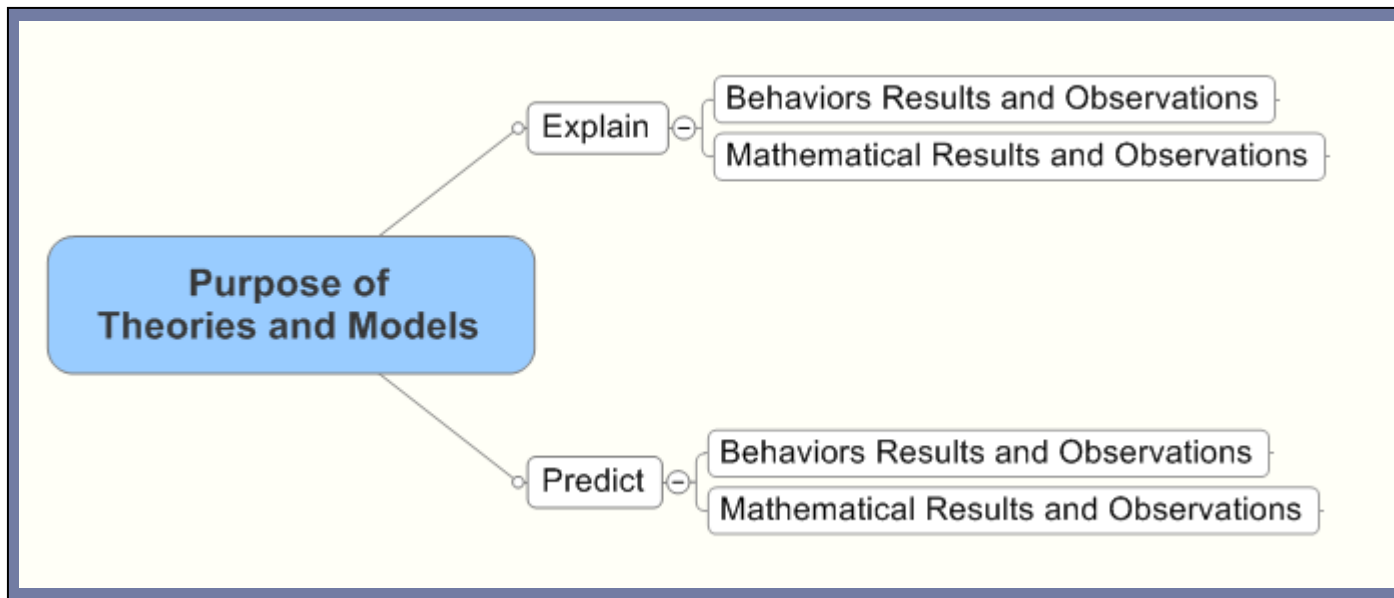 Explain
Behaviors Results and Observations
Mathematical Results and Observations
Purpose of
Theories and Models
Predict
Behaviors Results and Observations
Mathematical Results and Observations